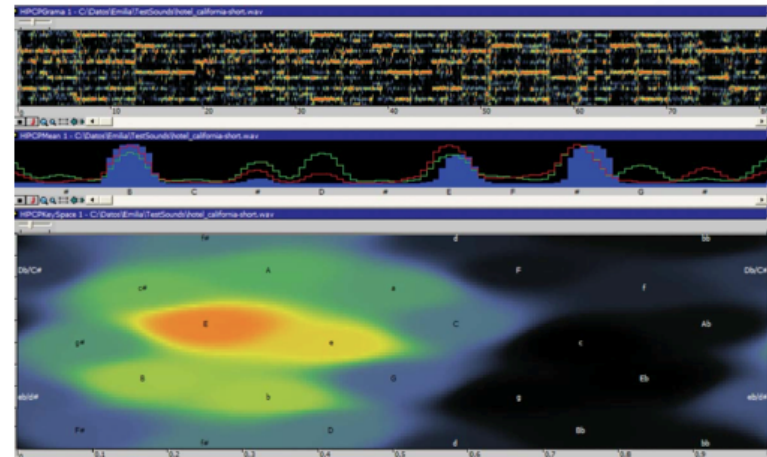 HPCPGrama 1 - C:/Datos/Emilia/TestSounds/hotel_california-short.wav
0 10 20 30 40 50 60 70 80
HPCPMean 1 - C:/Datos/Emilia/TestSounds/hotel_california-short.wav
# B C # D # E F # G #
HPCPKeySpace 1 - C:/Datos/Emilia/TestSounds/hotel_california-short.wav
f# d bb
Db/C# A F Db/C#
c# a f
E C Ab
g# e c
B G Eb
eb/d# b g eb/d#
F# D Bb
f# d bb
0.1 0.2 0.3 0.4 0.5 0.6 0.7 0.8 0.9